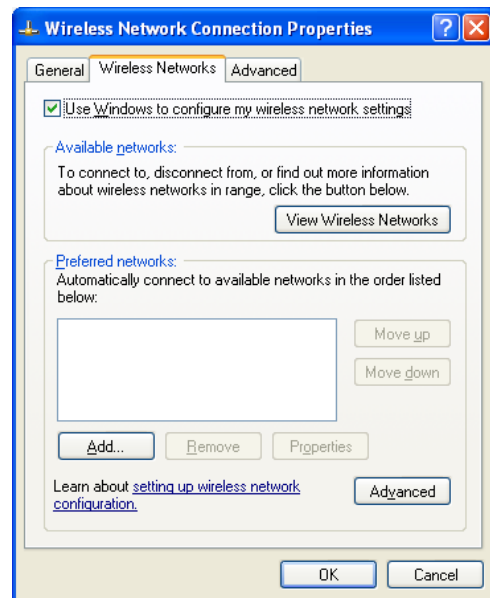 Wireless Network Connection Properties
General Wireless Networks Advanced
Use Windows to configure my wireless network settings
Available networks:
To connect to, disconnect from, or find out more information
about wireless networks in range, click the button below.
View Wireless Networks
Preferred networks:
Automatically connect to available networks in the order listed
below:
Move up
Move down
Add... Remove Properties
Learn about setting up wireless network
configuration.
Advanced
OK Cancel